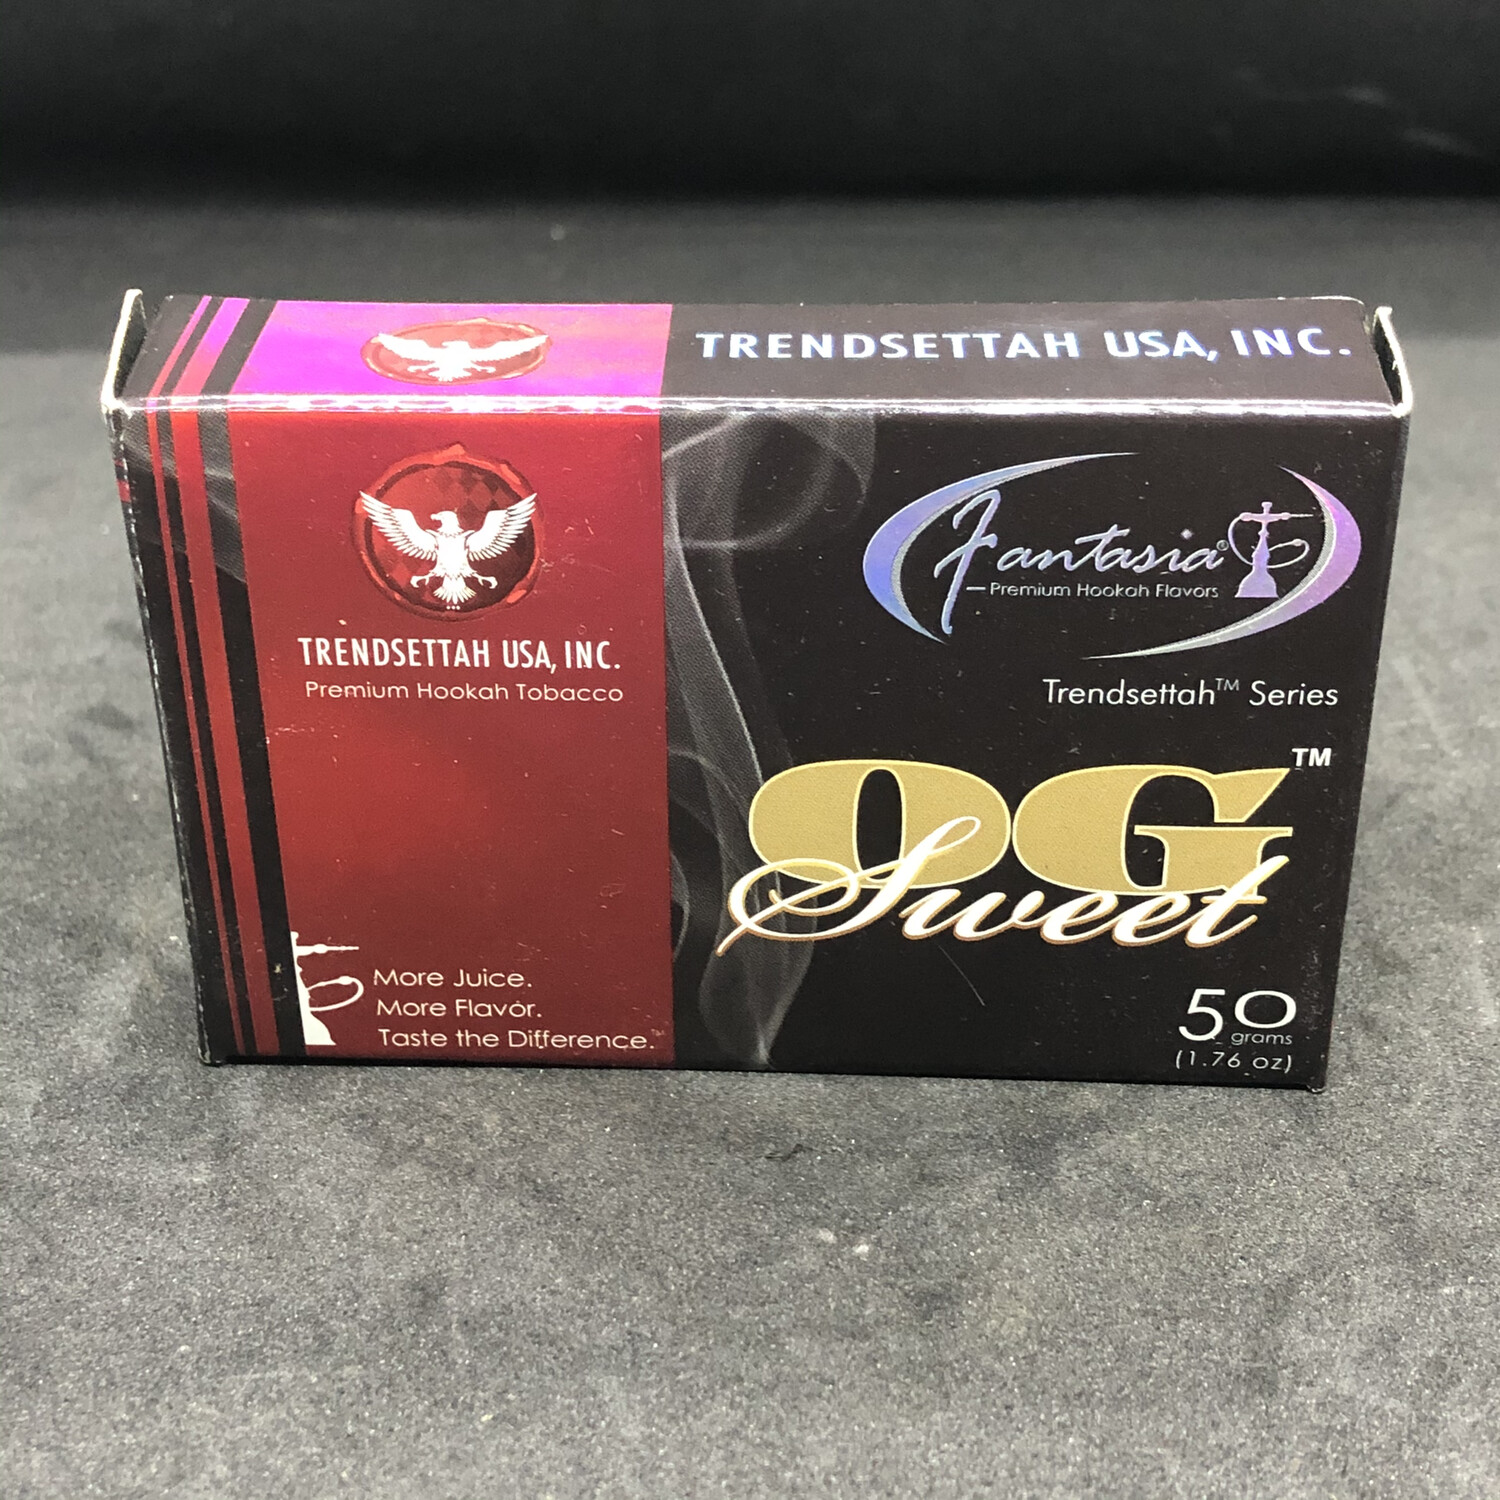 TRENDSETTAH USA, INC.
TRENDSETTAH USA, INC.
Premium Hookah Tobacco
More Juice.
More Flavor.
Taste the Difference.™
Fantasia®
Premium Hookah Flavors
Trendsettah™ Series
OG™
Sweet
50
grams
(1.76 oz)